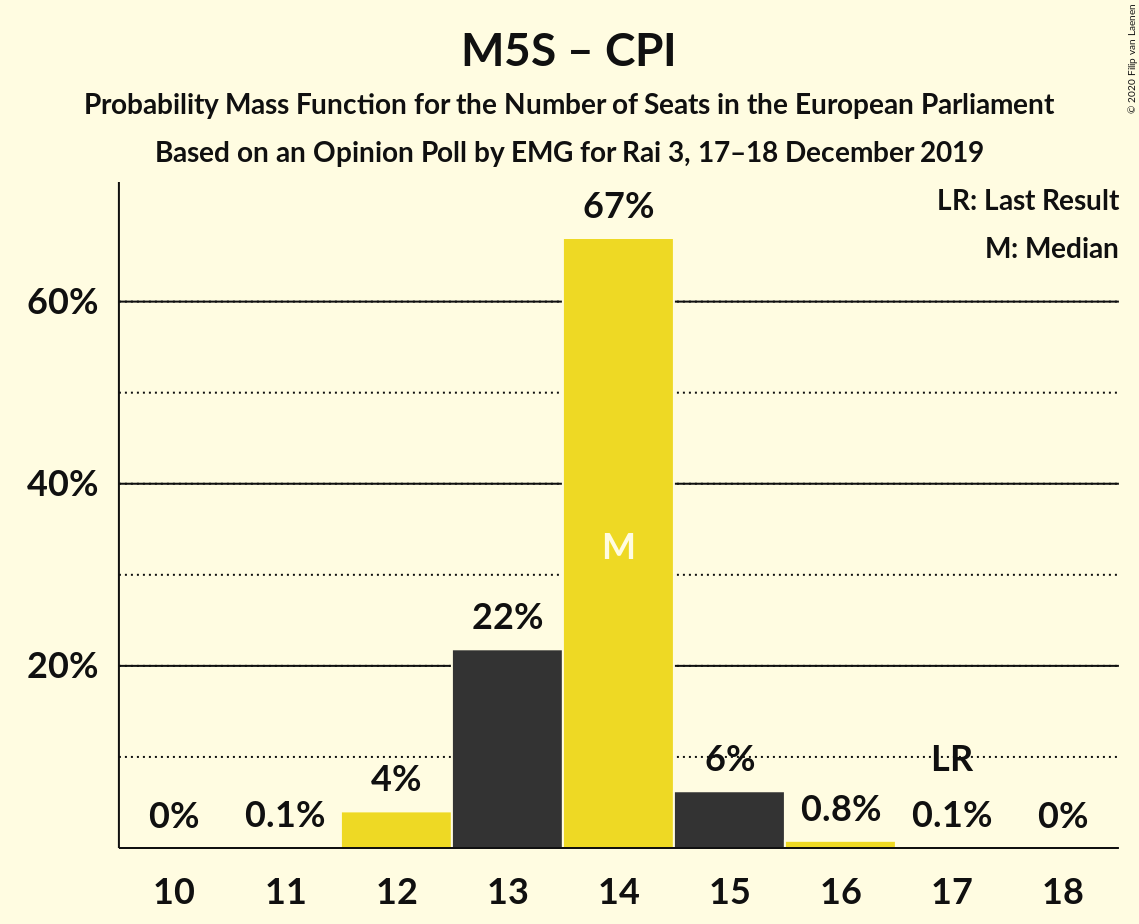 M5S – CPI
Probability Mass Function for the Number of Seats in the European Parliament
Based on an Opinion Poll by EMG for Rai 3, 17–18 December 2019
© 2020 Filip van Laenen
LR: Last Result
M: Median
60%
40%
20%
0%
0.1%
4%
22%
67%
M
6%
0.8%
LR
0.1%
0%
10 11 12 13 14 15 16 17 18